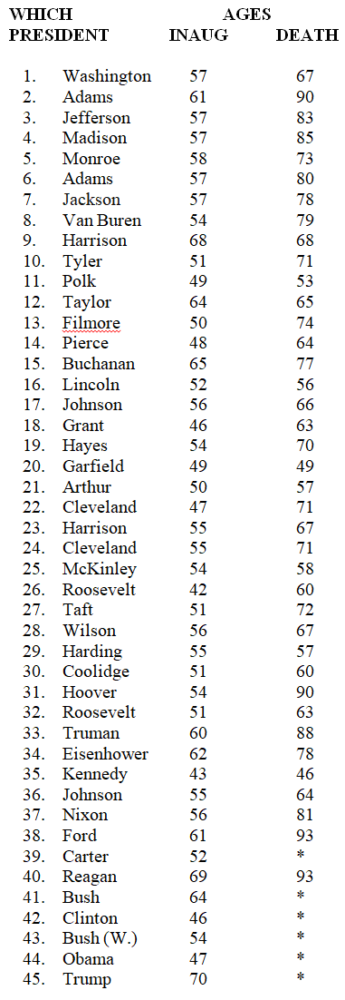 WHICH AGES
PRESIDENT INAUG DEATH
1. Washington 57 67
2. Adams 61 90
3. Jefferson 57 83
4. Madison 57 85
5. Monroe 58 73
6. Adams 57 80
7. Jackson 57 78
8. Van Buren 54 79
9. Harrison 68 68
10. Tyler 51 71
11. Polk 49 53
12. Taylor 64 65
13. Filmore 50 74
14. Pierce 48 64
15. Buchanan 65 77
16. Lincoln 52 56
17. Johnson 56 66
18. Grant 46 63
19. Hayes 54 70
20. Garfield 49 49
21. Arthur 50 57
22. Cleveland 47 71
23. Harrison 55 67
24. Cleveland 55 71
25. McKinley 54 58
26. Roosevelt 42 60
27. Taft 51 72
28. Wilson 56 67
29. Harding 55 57
30. Coolidge 51 60
31. Hoover 54 90
32. Roosevelt 51 63
33. Truman 60 88
34. Eisenhower 62 78
35. Kennedy 43 46
36. Johnson 55 64
37. Nixon 56 81
38. Ford 61 93
39. Carter 52 *
40. Reagan 69 93
41. Bush 64 *
42. Clinton 46 *
43. Bush (W.) 54 *
44. Obama 47 *
45. Trump 70 *